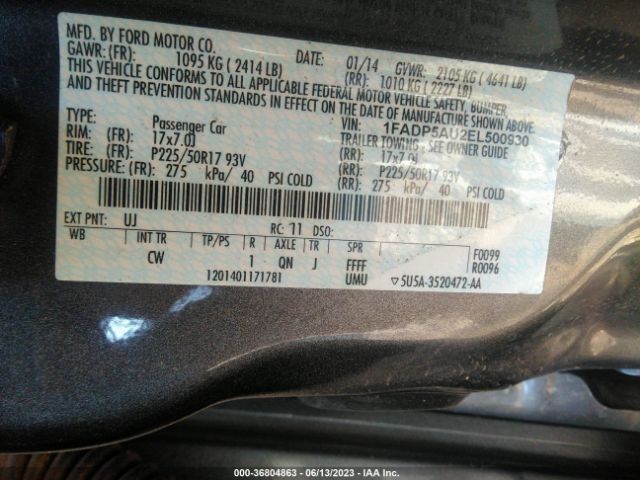 MFD. BY FORD MOTOR CO.
DATE: 01/14 GVWR: 2105 KG ( 4641 LB)
GAWR: (FR): 1095 KG ( 2414 LB) (RR): 1010 KG ( 2227 LB)
THIS VEHICLE CONFORMS TO ALL APPLICABLE FEDERAL MOTOR VEHICLE SAFETY, BUMPER
AND THEFT PREVENTION STANDARDS IN EFFECT ON THE DATE OF MANUFACTURE SHOWN ABOVE.
VIN: 1FADP5AU2EL500930
TYPE: Passenger Car TRAILER TOWING - SEE OWNER GUIDE
RIM: (FR): 17x7.0J (RR): 17x7.0J
TIRE: (FR): P225/50R17 93V (RR): P225/50R17 93V
PRESSURE: (FR): 275 kPa/ 40 PSI COLD (RR): 275 kPa/ 40 PSI COLD
EXT PNT: UJ RC: 71 DSO:
WB INT TR TP/PS R AXLE TR SPR F0099
CW 1 QN J FFFF R0096
1201401171781 UMU ▽5U5A-3520472-AA
000-36804863 - 06/13/2023 - IAA Inc.